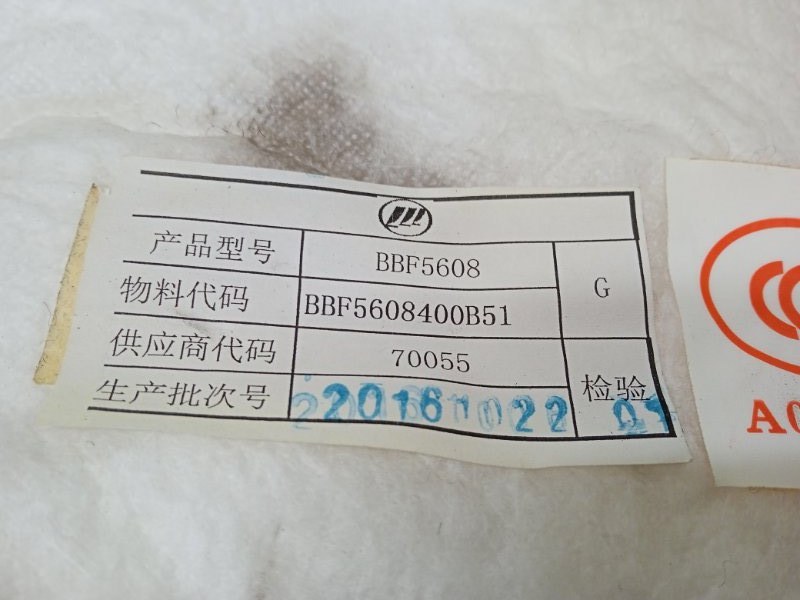 产品型号 BBF5608 G
物料代码 BBF5608400B51
供应商代码 70055
生产批次号 20161022 检验